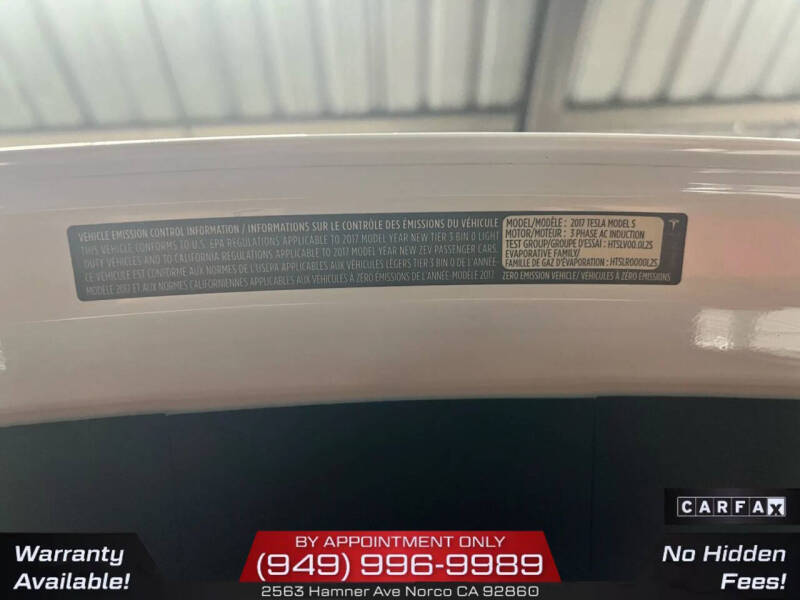 VEHICLE EMISSION CONTROL INFORMATION / INFORMATIONS SUR LE CONTRÔLE DES ÉMISSIONS DU VÉHICULE
THIS VEHICLE CONFORMS TO U.S. EPA REGULATIONS APPLICABLE TO 2017 MODEL YEAR NEW TIER 3 BIN 0 LIGHT
DUTY VEHICLES AND TO CALIFORNIA REGULATIONS APPLICABLE TO 2017 MODEL YEAR NEW ZEV PASSENGER CARS.
CE VÉHICULE EST CONFORME AUX NORMES DE L'USEPA APPLICABLES AUX VÉHICULES LÉGERS TIER 3 BIN 0 DE L'ANNÉE-
MODÈLE 2017 ET AUX NORMES CALIFORNIENNES APPLICABLES AUX VÉHICULES À ZÉRO ÉMISSIONS DE L'ANNÉE- MODÈLE 2017.
MODEL/MODÈLE : 2017 TESLA MODEL S
MOTOR/MOTEUR : 3 PHASE AC INDUCTION
TEST GROUP/GROUPE D'ESSAI : HTSLV00.0L2S
EVAPORATIVE FAMILY/
FAMILLE DE GAZ D'ÉVAPORATION : HTSLR0000L2S
ZERO EMISSION VEHICLE / VÉHICULES À ZÉRO ÉMISSIONS
CARFAX
Warranty
Available!
BY APPOINTMENT ONLY
(949) 996-9989
2563 Hamner Ave Norco CA 92860
No Hidden
Fees!